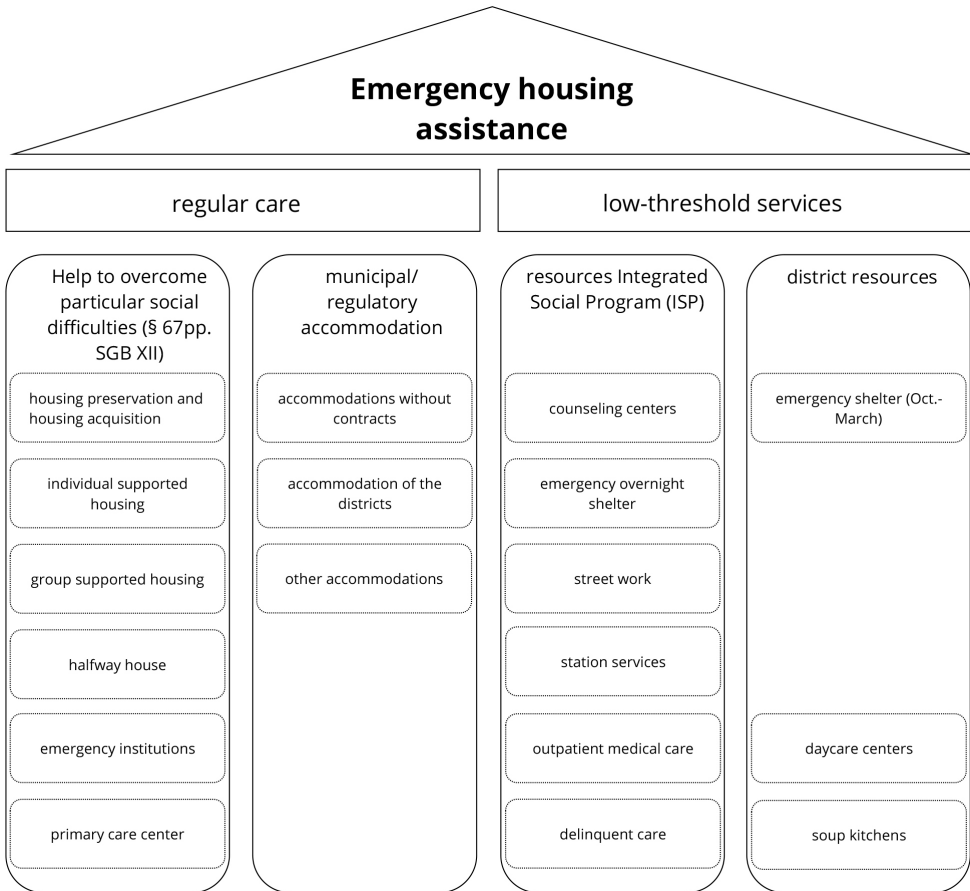 Emergency housing
assistance
regular care
low-threshold services
Help to overcome
particular social
difficulties (§ 67pp.
SGB XII)
housing preservation and
housing acquisition
individual supported
housing
group supported housing
halfway house
emergency institutions
primary care center
municipal/
regulatory
accommodation
accommodations without
contracts
accommodation of the
districts
other accommodations
resources Integrated
Social Program (ISP)
counseling centers
emergency overnight
shelter
street work
station services
outpatient medical care
delinquent care
district resources
emergency shelter (Oct.-
March)
daycare centers
soup kitchens